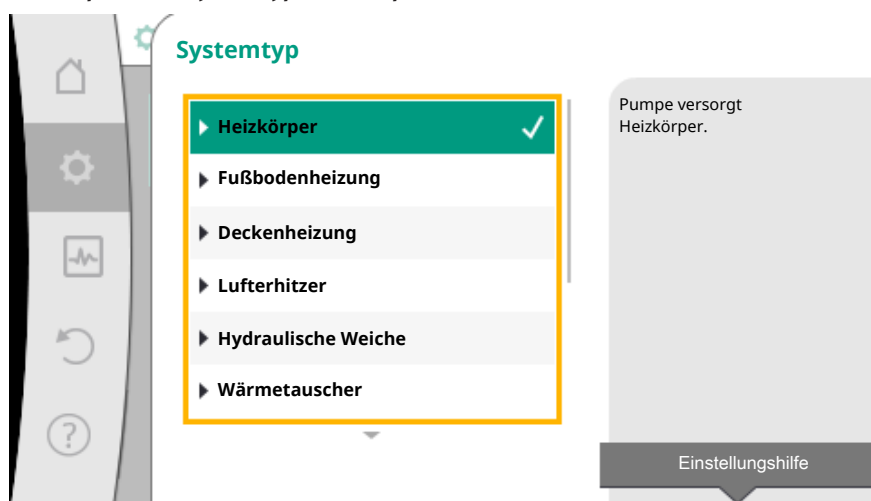 Systemtyp
Heizkörper
Fußbodenheizung
Deckenheizung
Lufterhitzer
Hydraulische Weiche
Wärmetauscher
Pumpe versorgt
Heizkörper.
Einstellungshilfe